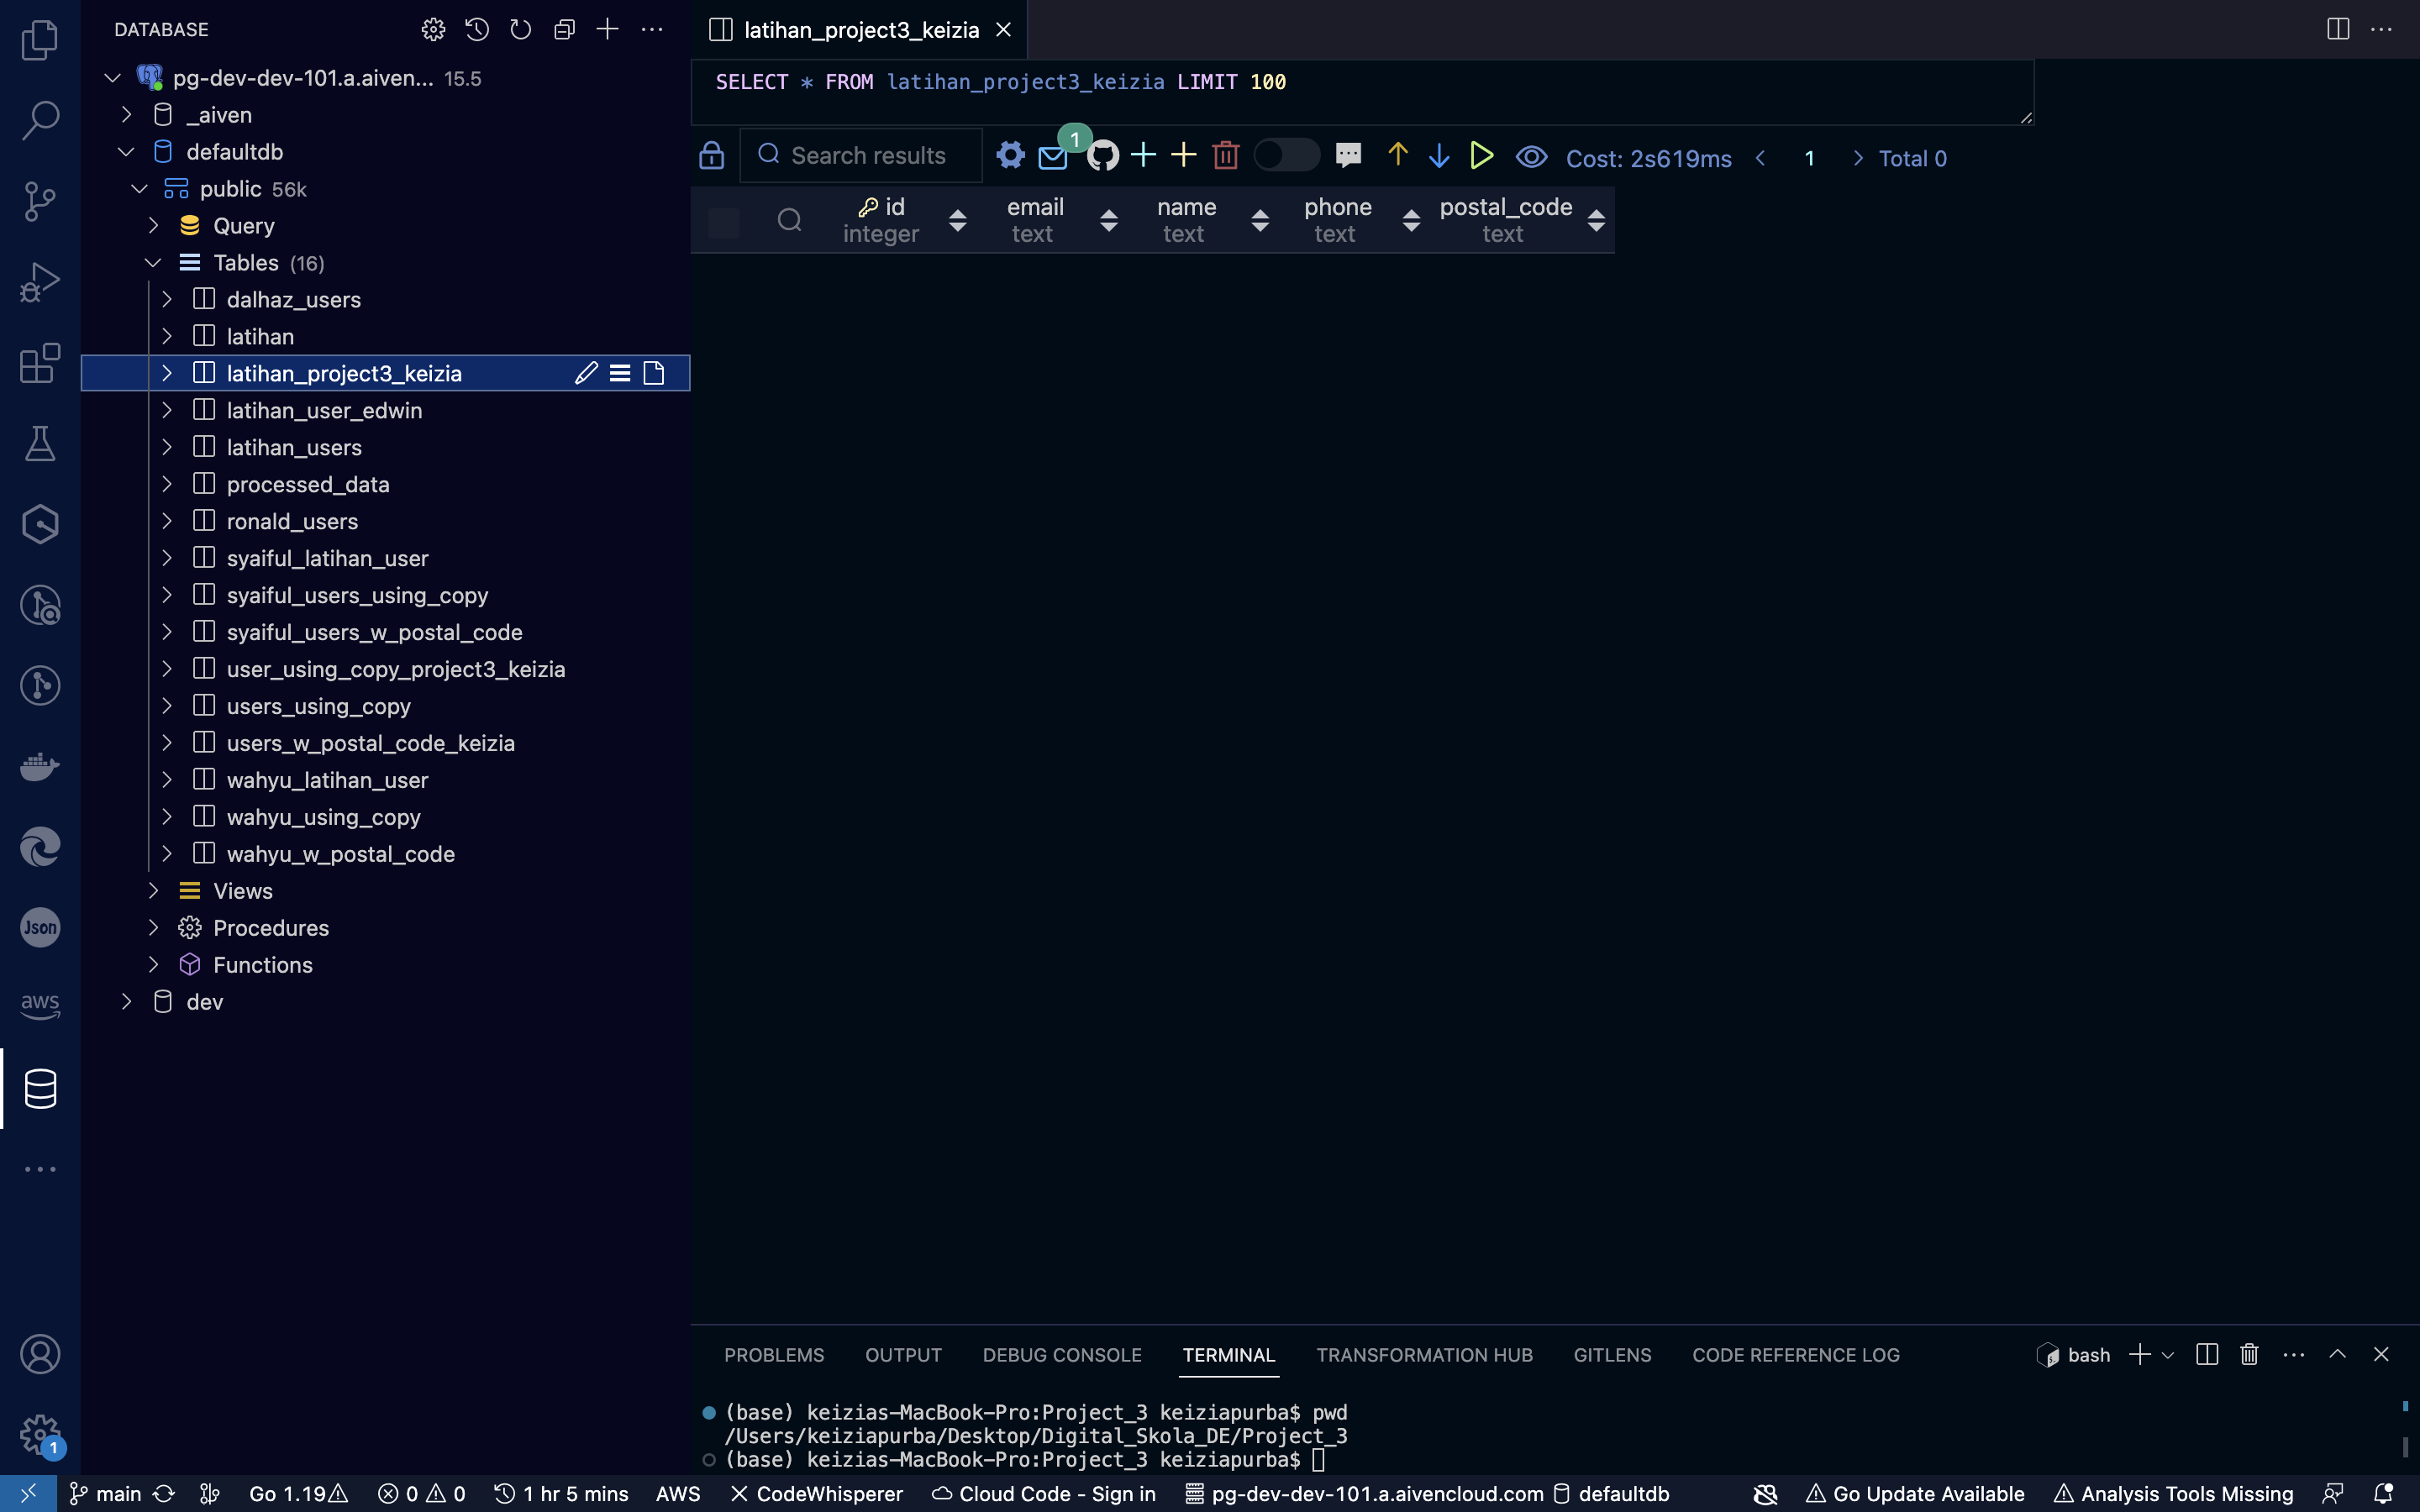 DATABASE
pg-dev-dev-101.a.aiven... 15.5
_aiven
defaultdb
public 56k
Query
Tables (16)
dalhaz_users
latihan
latihan_project3_keizia
latihan_user_edwin
latihan_users
processed_data
ronald_users
syaiful_latihan_user
syaiful_users_using_copy
syaiful_users_w_postal_code
user_using_copy_project3_keizia
users_using_copy
users_w_postal_code_keizia
wahyu_latihan_user
wahyu_using_copy
wahyu_w_postal_code
Views
Procedures
Functions
dev
Json
aws
1
latihan_project3_keizia
SELECT * FROM latihan_project3_keizia LIMIT 100
Search results 1 Cost: 2s619ms 1 Total 0
id email name phone postal_code
integer text text text text
PROBLEMS OUTPUT DEBUG CONSOLE TERMINAL TRANSFORMATION HUB GITLENS CODE REFERENCE LOG bash
(base) keizias-MacBook-Pro:Project_3 keiziapurba$ pwd
/Users/keiziapurba/Desktop/Digital_Skola_DE/Project_3
(base) keizias-MacBook-Pro:Project_3 keiziapurba$
main Go 1.19 0 0 1 hr 5 mins AWS CodeWhisperer Cloud Code - Sign in pg-dev-dev-101.a.aivencloud.com defaultdb Go Update Available Analysis Tools Missing